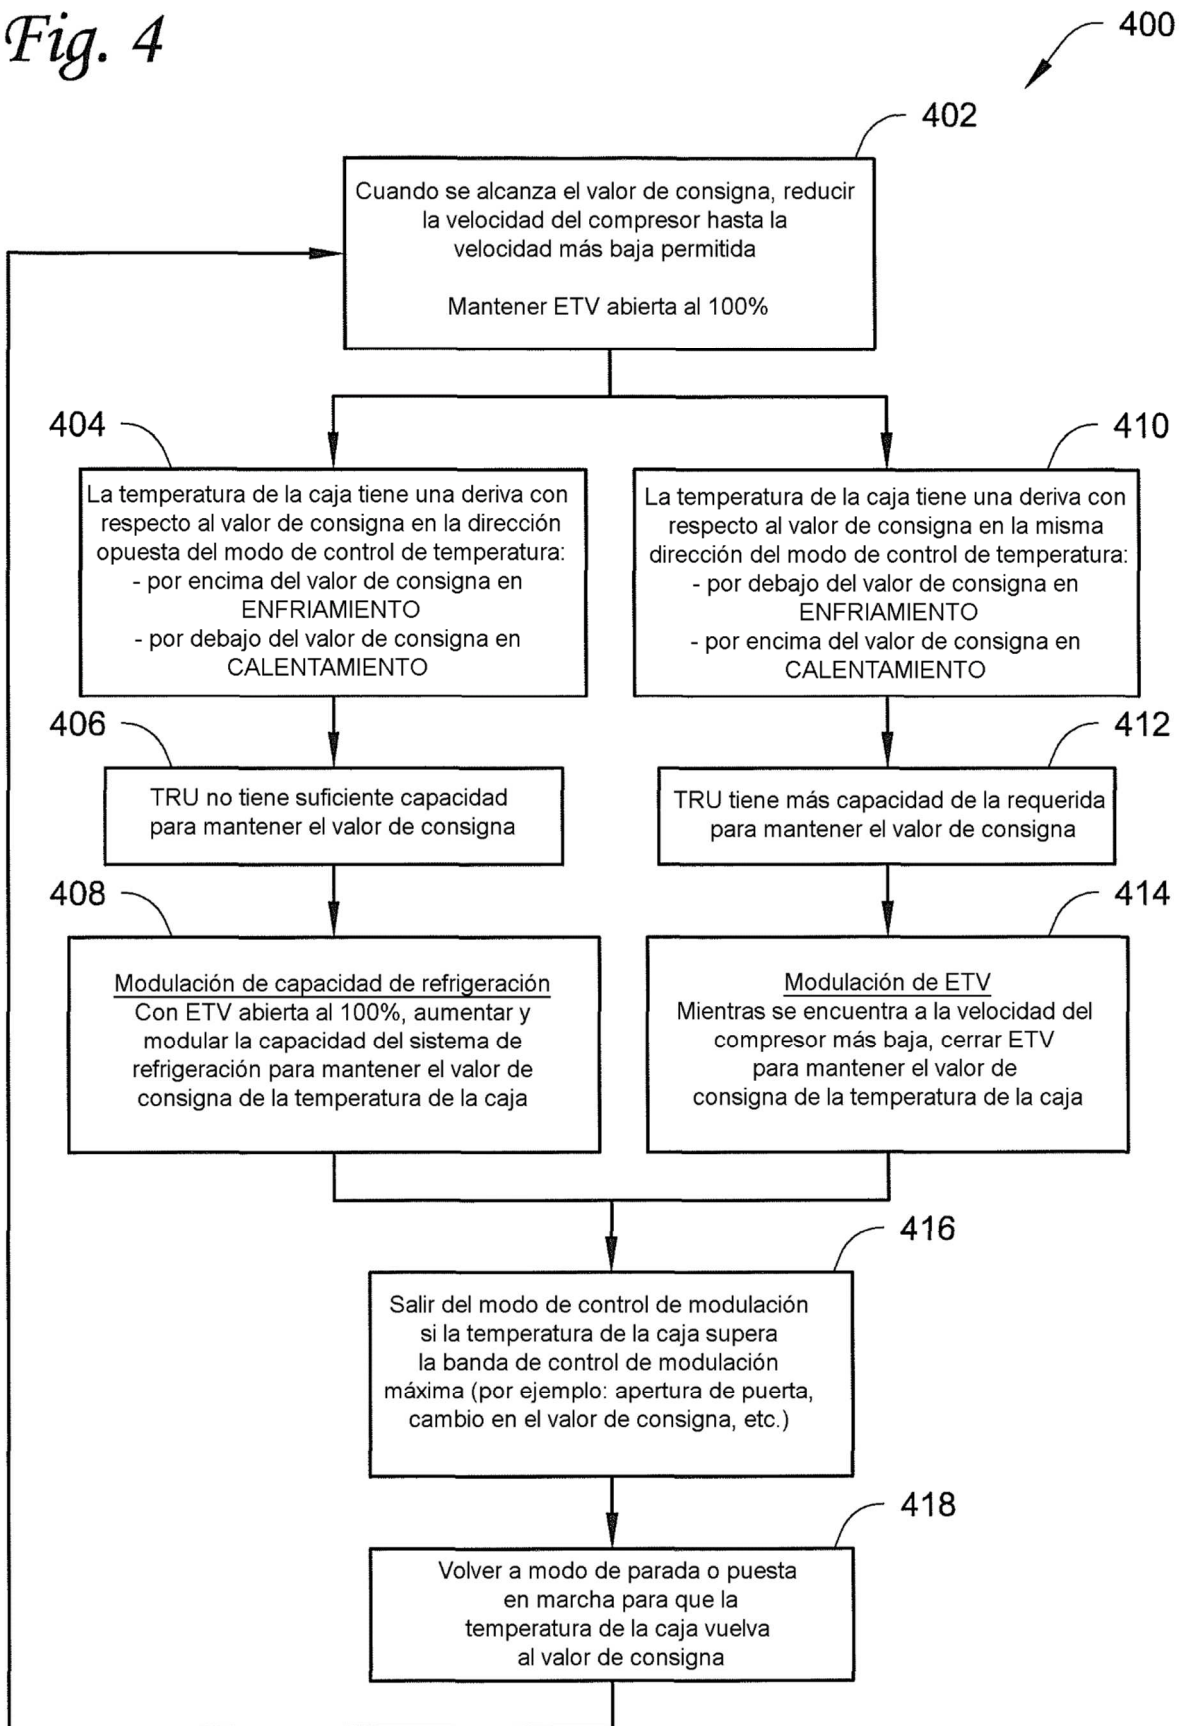 Fig. 4
400
402
Cuando se alcanza el valor de consigna, reducir
la velocidad del compresor hasta la
velocidad más baja permitida
Mantener ETV abierta al 100%
404
La temperatura de la caja tiene una deriva con
respecto al valor de consigna en la dirección
opuesta del modo de control de temperatura:
- por encima del valor de consigna en
ENFRIAMIENTO
- por debajo del valor de consigna en
CALENTAMIENTO
410
La temperatura de la caja tiene una deriva con
respecto al valor de consigna en la misma
dirección del modo de control de temperatura:
- por debajo del valor de consigna en
ENFRIAMIENTO
- por encima del valor de consigna en
CALENTAMIENTO
406
TRU no tiene suficiente capacidad
para mantener el valor de consigna
412
TRU tiene más capacidad de la requerida
para mantener el valor de consigna
408
Modulación de capacidad de refrigeración
Con ETV abierta al 100%, aumentar y
modular la capacidad del sistema de
refrigeración para mantener el valor de
consigna de la temperatura de la caja
414
Modulación de ETV
Mientras se encuentra a la velocidad del
compresor más baja, cerrar ETV
para mantener el valor de
consigna de la temperatura de la caja
416
Salir del modo de control de modulación
si la temperatura de la caja supera
la banda de control de modulación
máxima (por ejemplo: apertura de puerta,
cambio en el valor de consigna, etc.)
418
Volver a modo de parada o puesta
en marcha para que la
temperatura de la caja vuelva
al valor de consigna